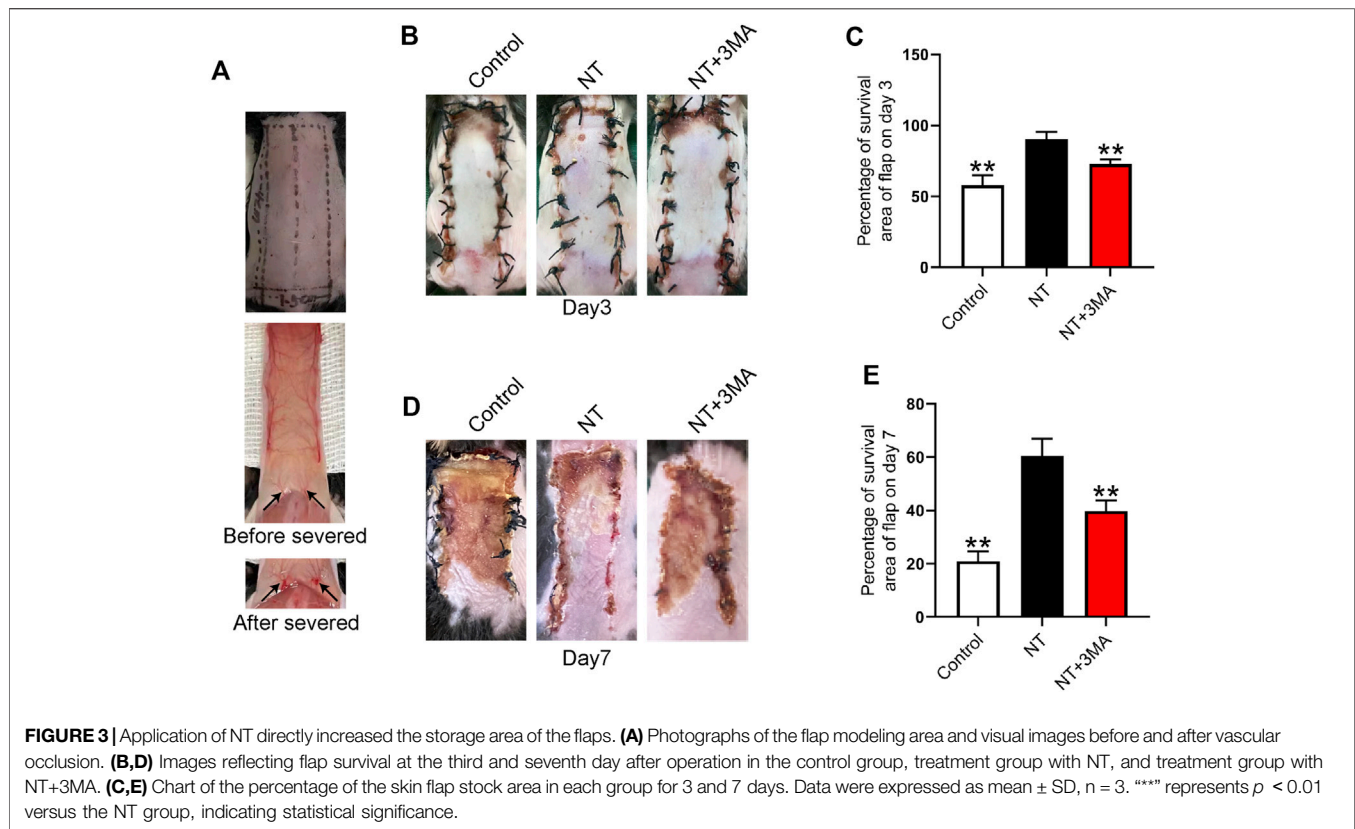 A
Before severed
After severed
B
Control
NT
NT+3MA
Day3
C
Percentage of survival
area of flap on day 3
150
100
50
0
**
**
Control
NT
NT+3MA
D
Control
NT
NT+3MA
Day7
E
Percentage of survival
area of flap on day 7
80
60
40
20
0
**
**
Control
NT
NT+3MA
FIGURE 3 | Application of NT directly increased the storage area of the flaps. (A) Photographs of the flap modeling area and visual images before and after vascular
occlusion. (B,D) Images reflecting flap survival at the third and seventh day after operation in the control group, treatment group with NT, and treatment group with
NT+3MA. (C,E) Chart of the percentage of the skin flap stock area in each group for 3 and 7 days. Data were expressed as mean ± SD, n = 3. “**” represents p < 0.01
versus the NT group, indicating statistical significance.